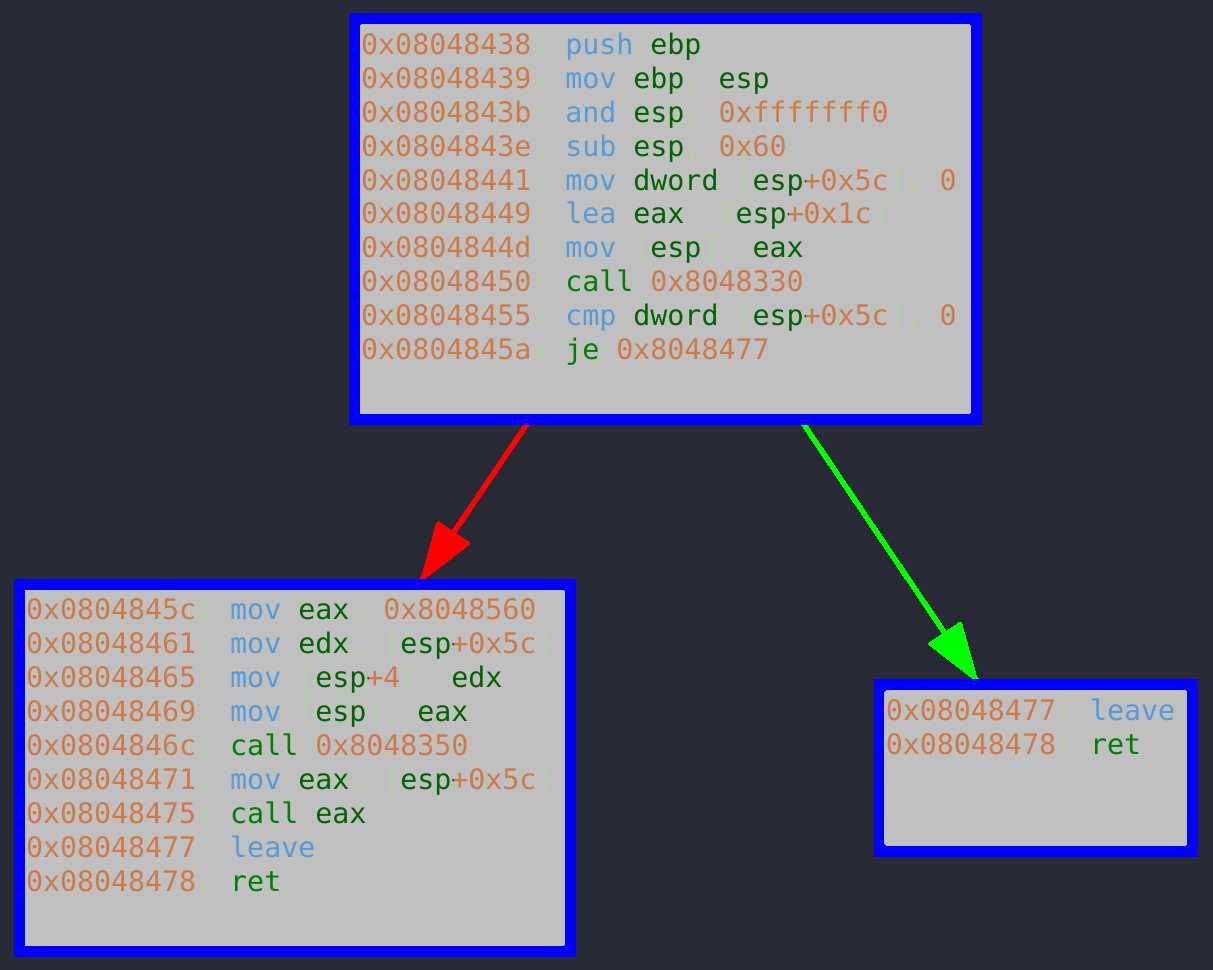 0x08048438: push ebp
0x08048439: mov ebp, esp
0x0804843b: and esp, 0xfffffff0
0x0804843e: sub esp, 0x60
0x08048441: mov dword [esp+0x5c], 0
0x08048449: lea eax, [esp+0x1c]
0x0804844d: mov [esp], eax
0x08048450: call 0x8048330
0x08048455: cmp dword [esp+0x5c], 0
0x0804845a: je 0x8048477
0x0804845c: mov eax, 0x8048560
0x08048461: mov edx, [esp+0x5c]
0x08048465: mov [esp+4], edx
0x08048469: mov [esp], eax
0x0804846c: call 0x8048350
0x08048471: mov eax, [esp+0x5c]
0x08048475: call eax
0x08048477: leave
0x08048478: ret
0x08048477: leave
0x08048478: ret